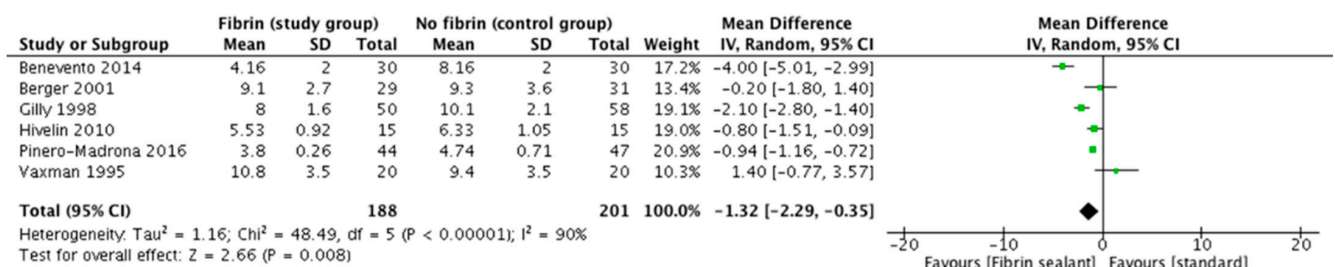 Fibrin (study group) No fibrin (control group) Mean Difference Mean Difference
Study or Subgroup Mean SD Total Mean SD Total Weight IV, Random, 95% CI IV, Random, 95% CI
Benevento 2014 4.16 2 30 8.16 2 30 17.2% -4.00 [-5.01, -2.99]
Berger 2001 9.1 2.7 29 9.3 3.6 31 13.4% -0.20 [-1.80, 1.40]
Gilly 1998 8 1.6 50 10.1 2.1 58 19.1% -2.10 [-2.80, -1.40]
Hivelin 2010 5.53 0.92 15 6.33 1.05 15 19.0% -0.80 [-1.51, -0.09]
Pinero-Madrona 2016 3.8 0.26 44 4.74 0.71 47 20.9% -0.94 [-1.16, -0.72]
Vaxman 1995 10.8 3.5 20 9.4 3.5 20 10.3% 1.40 [-0.77, 3.57]
Total (95% CI) 188 201 100.0% -1.32 [-2.29, -0.35]
Heterogeneity: Tau² = 1.16; Chi² = 48.49, df = 5 (P < 0.00001); I² = 90%
Test for overall effect: Z = 2.66 (P = 0.008)
-20 -10 0 10 20
Favours [Fibrin sealant] Favours [standard]